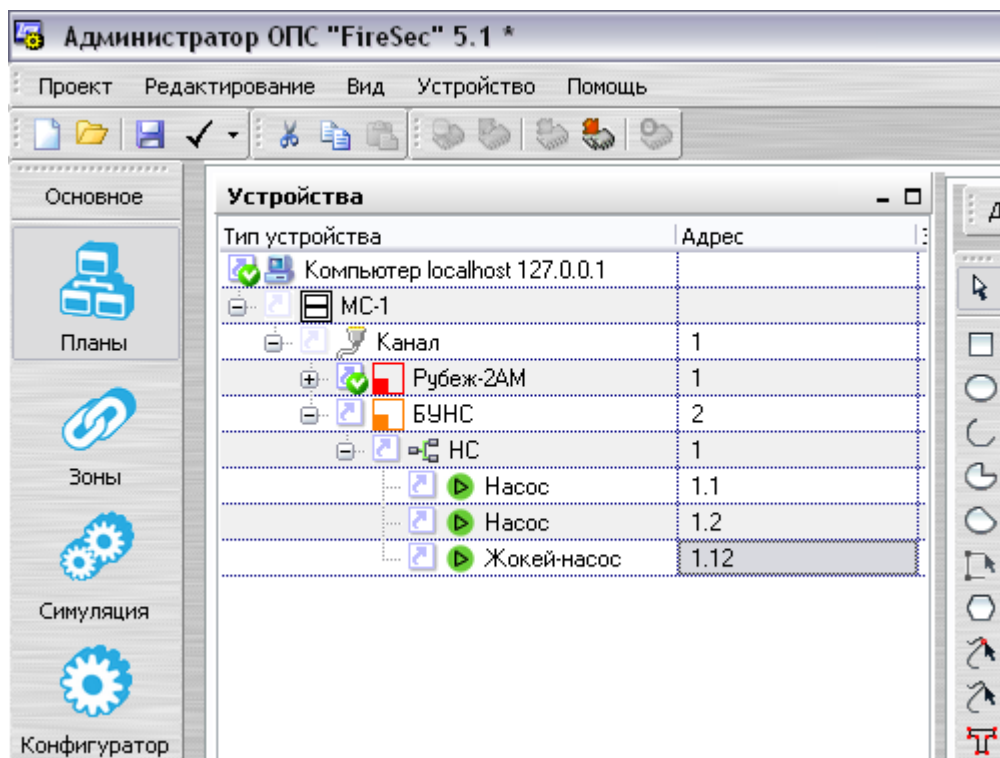 Администратор ОПС "FireSec" 5.1 *
Проект Редактирование Вид Устройство Помощь
Основное
Устройства
Тип устройства Адрес
Компьютер localhost 127.0.0.1
МС-1
Планы
Канал 1
Рубеж-2АМ 1
БУНС 2
НС 1
Зоны
Насос 1.1
Насос 1.2
Жокей-насос 1.12
Симуляция
Конфигуратор